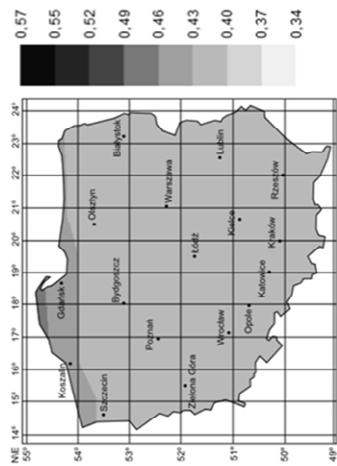 0,57
0,55
0,52
0,49
0,46
0,43
0,40
0,37
0,34
N\E 14° 15° 16° 17° 18° 19° 20° 21° 22° 23° 24°
55°
54°
53°
52°
51°
50°
49°
Koszalin
Gdańsk
Olsztyn
Szczecin
Białystok
Bydgoszcz
Poznań
Warszawa
Zielona Góra
Łódź
Wrocław
Lublin
Opole
Kielce
Katowice
Kraków
Rzeszów